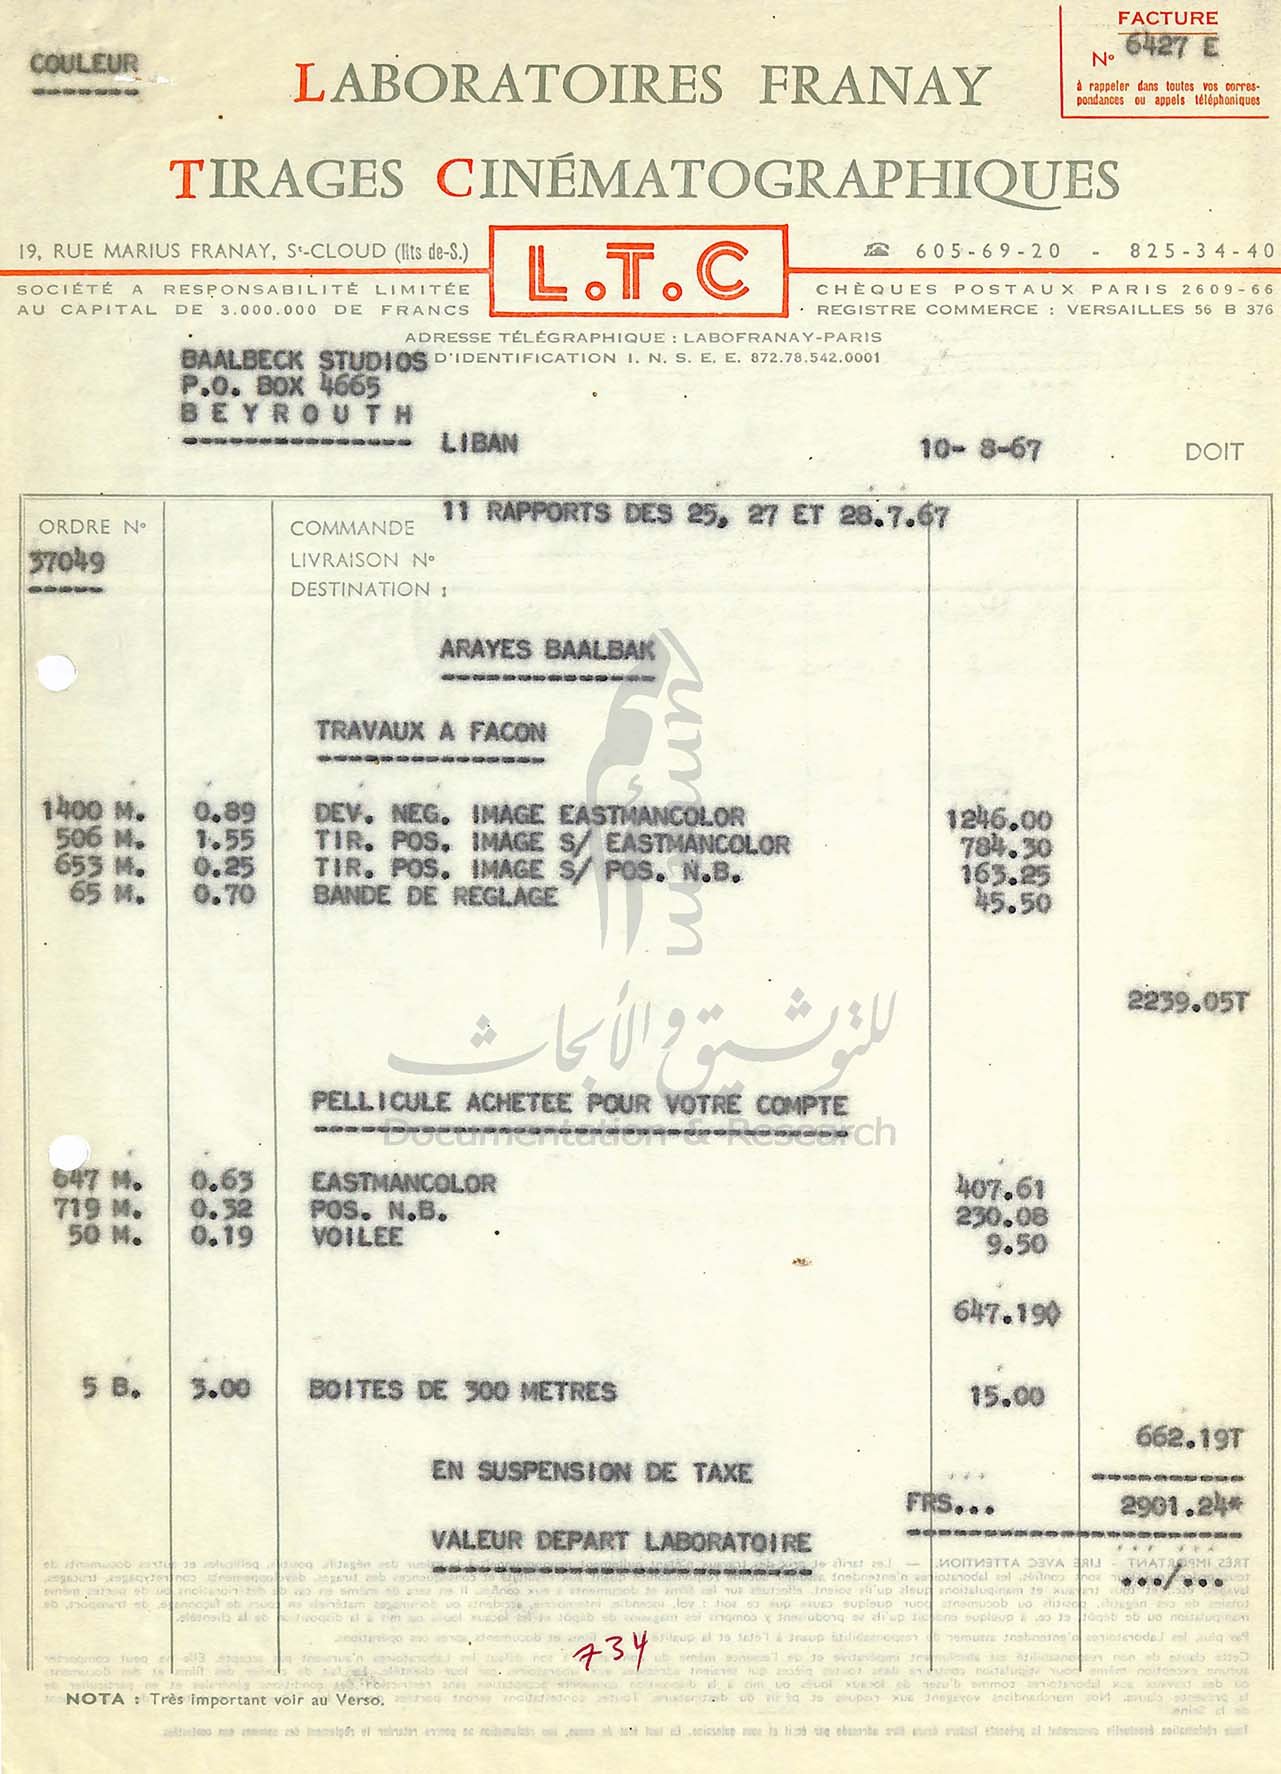 COULEUR
FACTURE
N° 6427 E
à rappeler dans toutes vos corres-
pondances ou appels téléphoniques
LABORATOIRES FRANAY
TIRAGES CINÉMATOGRAPHIQUES
19, RUE MARIUS FRANAY, St-CLOUD (Hts de-S.)
L.T.C
605-69-20 - 825-34-40
SOCIÉTÉ A RESPONSABILITÉ LIMITÉE
AU CAPITAL DE 3.000.000 DE FRANCS
CHÈQUES POSTAUX PARIS 2609-66
REGISTRE COMMERCE : VERSAILLES 56 B 376
ADRESSE TÉLÉGRAPHIQUE : LABOFRANAY-PARIS
D'IDENTIFICATION I. N. S. E. E. 872.78.542.0001
BAALBECK STUDIOS
P.O. BOX 4665
BEYROUTH
LIBAN
10- 8-67
DOIT
11 RAPPORTS DES 25, 27 ET 28.7.67
ORDRE N°
37049
COMMANDE
LIVRAISON N°
DESTINATION :
ARAYES BAALBAK
TRAVAUX A FACON
1400 M. 0.89 DEV. NEG. IMAGE EASTMANCOLOR 1246.00
506 M. 1.55 TIR. POS. IMAGE S/ EASTMANCOLOR 784.30
653 M. 0.25 TIR. POS. IMAGE S/ POS. N.B. 163.25
65 M. 0.70 BANDE DE REGLAGE 45.50
2239.05T
umam
للتوثيق و الأبحاث
Documentation & Research
PELLICULE ACHETEE POUR VOTRE COMPTE
647 M. 0.63 EASTMANCOLOR 407.61
719 M. 0.32 POS. N.B. 230.08
50 M. 0.19 VOILEE 9.50
647.19◊
5 B. 3.00 BOITES DE 300 METRES 15.00
662.19T
EN SUSPENSION DE TAXE
FRS... 2901.24*
VALEUR DEPART LABORATOIRE
.../...
734
NOTA : Très important voir au Verso.